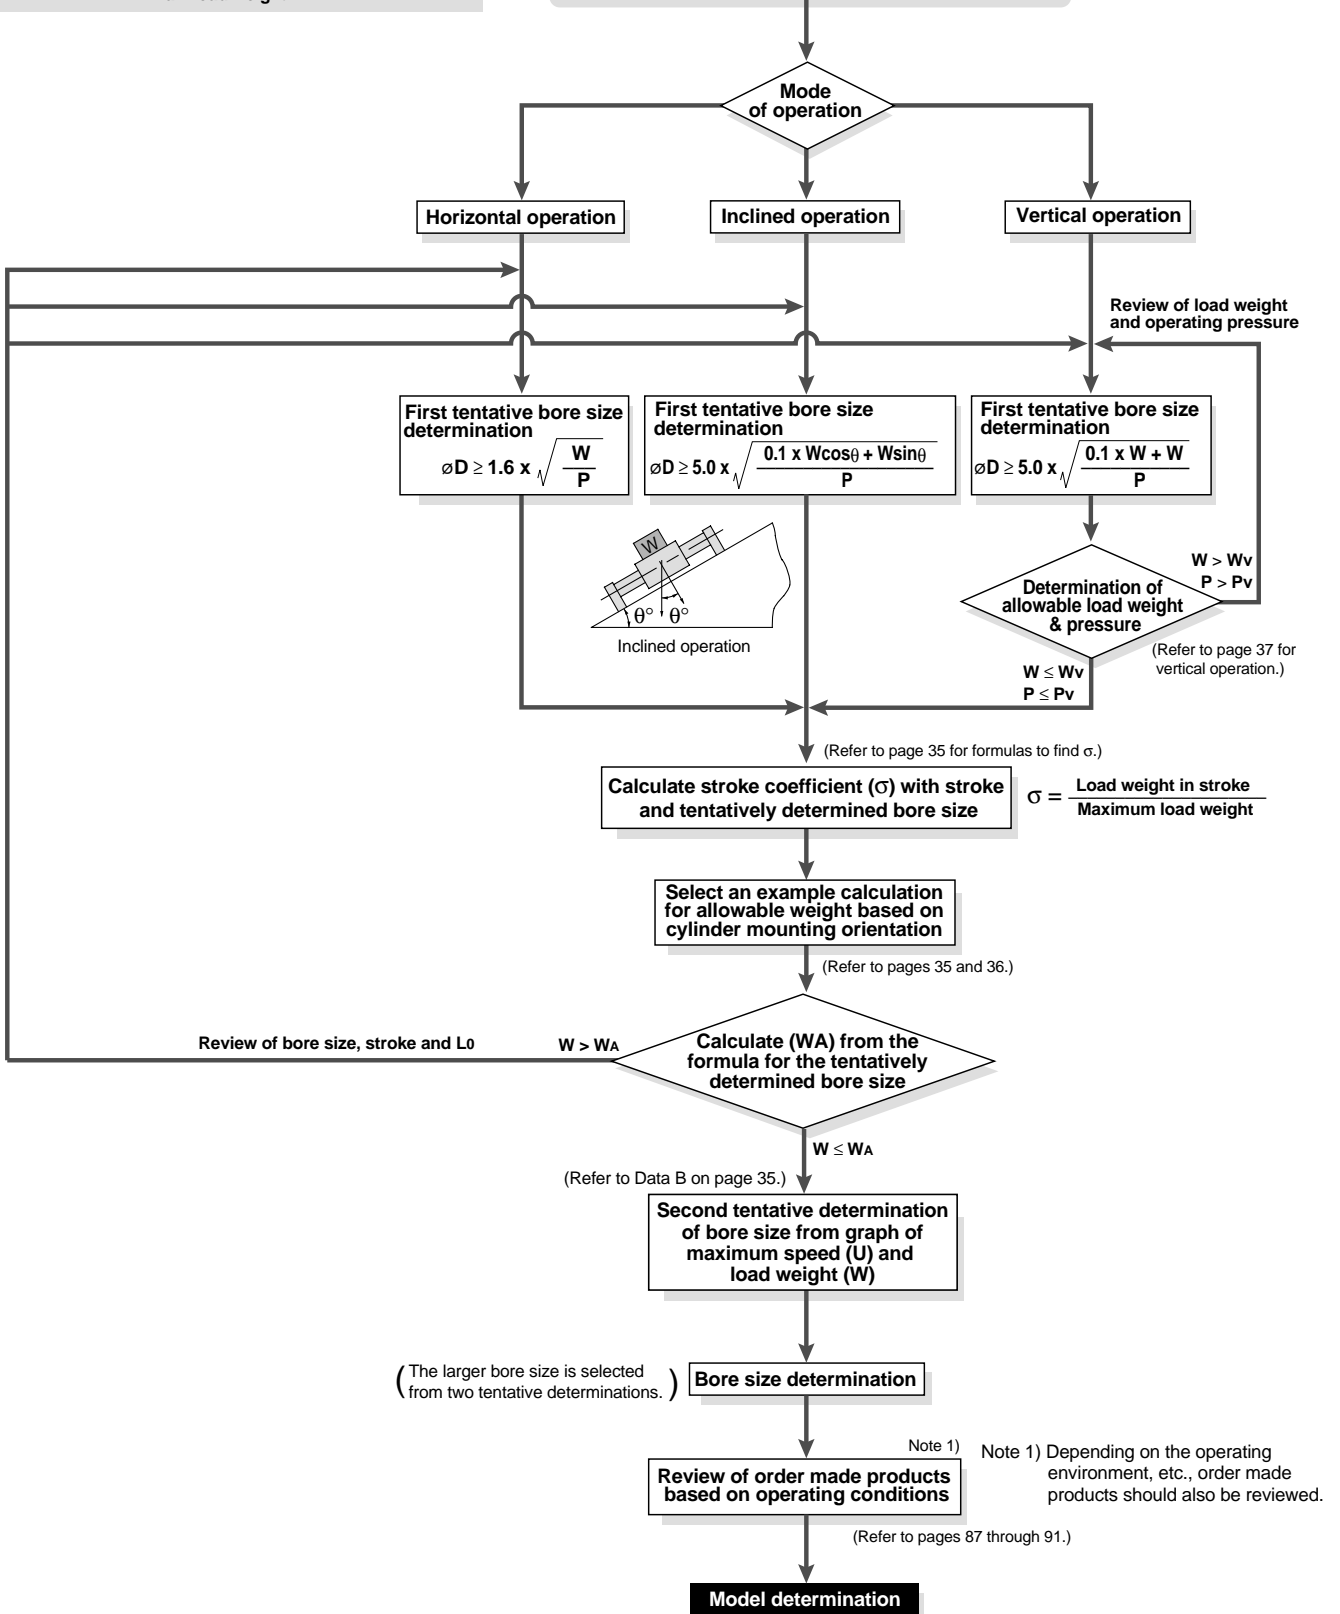 Mode
of operation
Horizontal operation
Inclined operation
Vertical operation
Review of load weight
and operating pressure
First tentative bore size
determination
øD ≥ 1.6 x √ W
P
First tentative bore size
determination
øD ≥ 5.0 x √ 0.1 x Wcosθ + Wsinθ
P
First tentative bore size
determination
øD ≥ 5.0 x √ 0.1 x W + W
P
W
θ° θ°
Inclined operation
W > Wv
P > Pv
Determination of
allowable load weight
& pressure
(Refer to page 37 for
vertical operation.)
W ≤ Wv
P ≤ Pv
(Refer to page 35 for formulas to find σ.)
Calculate stroke coefficient (σ) with stroke
and tentatively determined bore size
σ = Load weight in stroke
Maximum load weight
Select an example calculation
for allowable weight based on
cylinder mounting orientation
(Refer to pages 35 and 36.)
Review of bore size, stroke and L0
W > WA
Calculate (WA) from the
formula for the tentatively
determined bore size
W ≤ WA
(Refer to Data B on page 35.)
Second tentative determination
of bore size from graph of
maximum speed (U) and
load weight (W)
(The larger bore size is selected
from two tentative determinations.)
Bore size determination
Note 1)
Review of order made products
based on operating conditions
Note 1) Depending on the operating
environment, etc., order made
products should also be reviewed.
(Refer to pages 87 through 91.)
Model determination